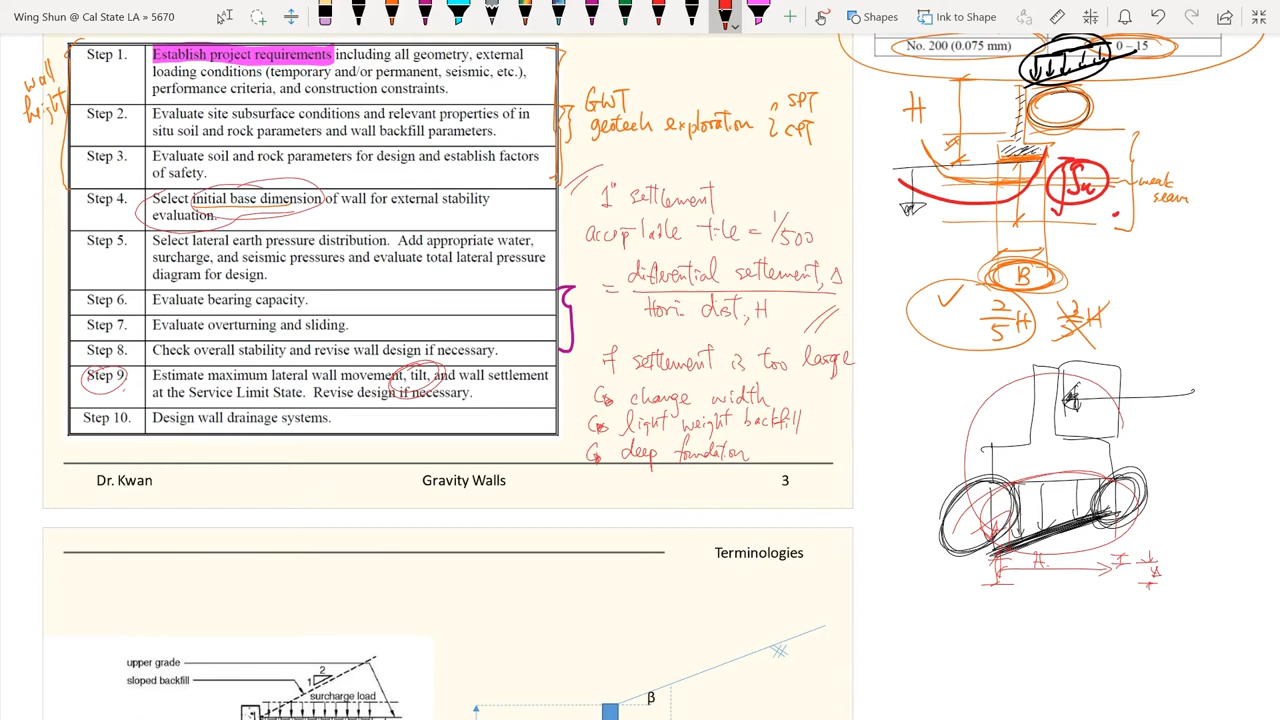 Wing Shun @ Cal State LA » 5670
Shapes
Ink to Shape
Step 1.
Establish project requirements including all geometry, external
loading conditions (temporary and/or permanent, seismic, etc.),
performance criteria, and construction constraints.
Step 2.
Evaluate site subsurface conditions and relevant properties of in
situ soil and rock parameters and wall backfill parameters.
Step 3.
Evaluate soil and rock parameters for design and establish factors
of safety.
Step 4.
Select initial base dimension of wall for external stability
evaluation.
Step 5.
Select lateral earth pressure distribution. Add appropriate water,
surcharge, and seismic pressures and evaluate total lateral pressure
diagram for design.
Step 6.
Evaluate bearing capacity.
Step 7.
Evaluate overturning and sliding.
Step 8.
Check overall stability and revise wall design if necessary.
Step 9.
Estimate maximum lateral wall movement, tilt, and wall settlement
at the Service Limit State. Revise design if necessary.
Step 10.
Design wall drainage systems.
wall
height
GWT
geotech exploration
SPT
CPT
1" settlement
acceptable tile = 1/500
= differential settlement, Δ
Hori. dist., H
if settlement is too large
change width
light weight backfill
deep foundation
Dr. Kwan
Gravity Walls
3
No. 200 (0.075 mm)
0 – 15
H
Su
weak
seam
B
2/5 H
H
Δ
Terminologies
upper grade
sloped backfill
2
1
surcharge load
β